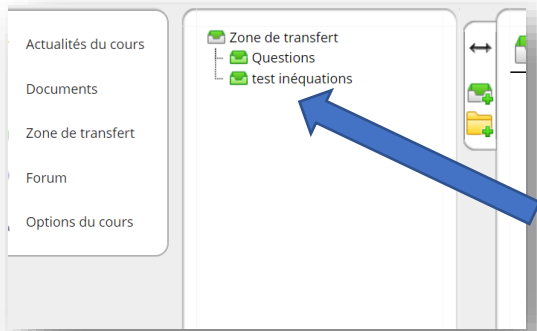 Actualités du cours
Documents
Zone de transfert
Forum
Options du cours
Zone de transfert
Questions
test inéquations